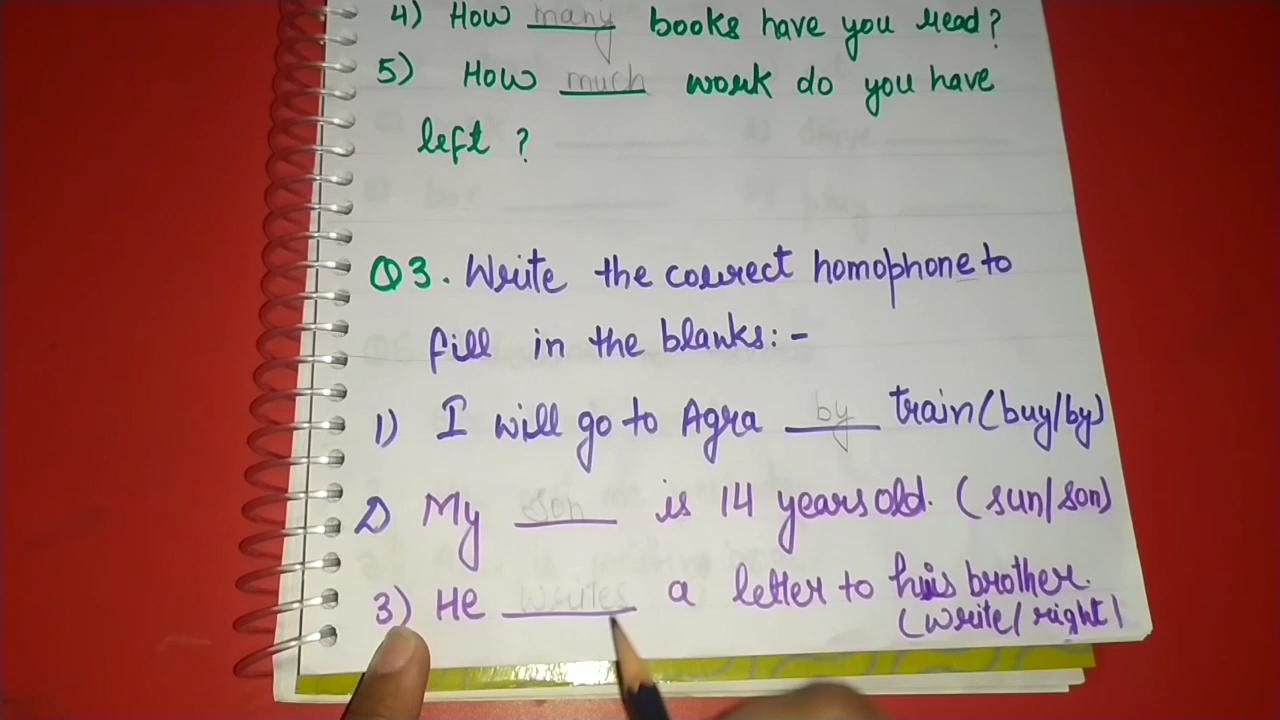 4) How many books have you read?
5) How much work do you have
left ?
Q3. Write the correct homophone to
fill in the blanks:-
1) I will go to Agra by train (buy/by)
2) My son is 14 years old. (sun/son)
3) He writes a letter to his brother.
(write/right)